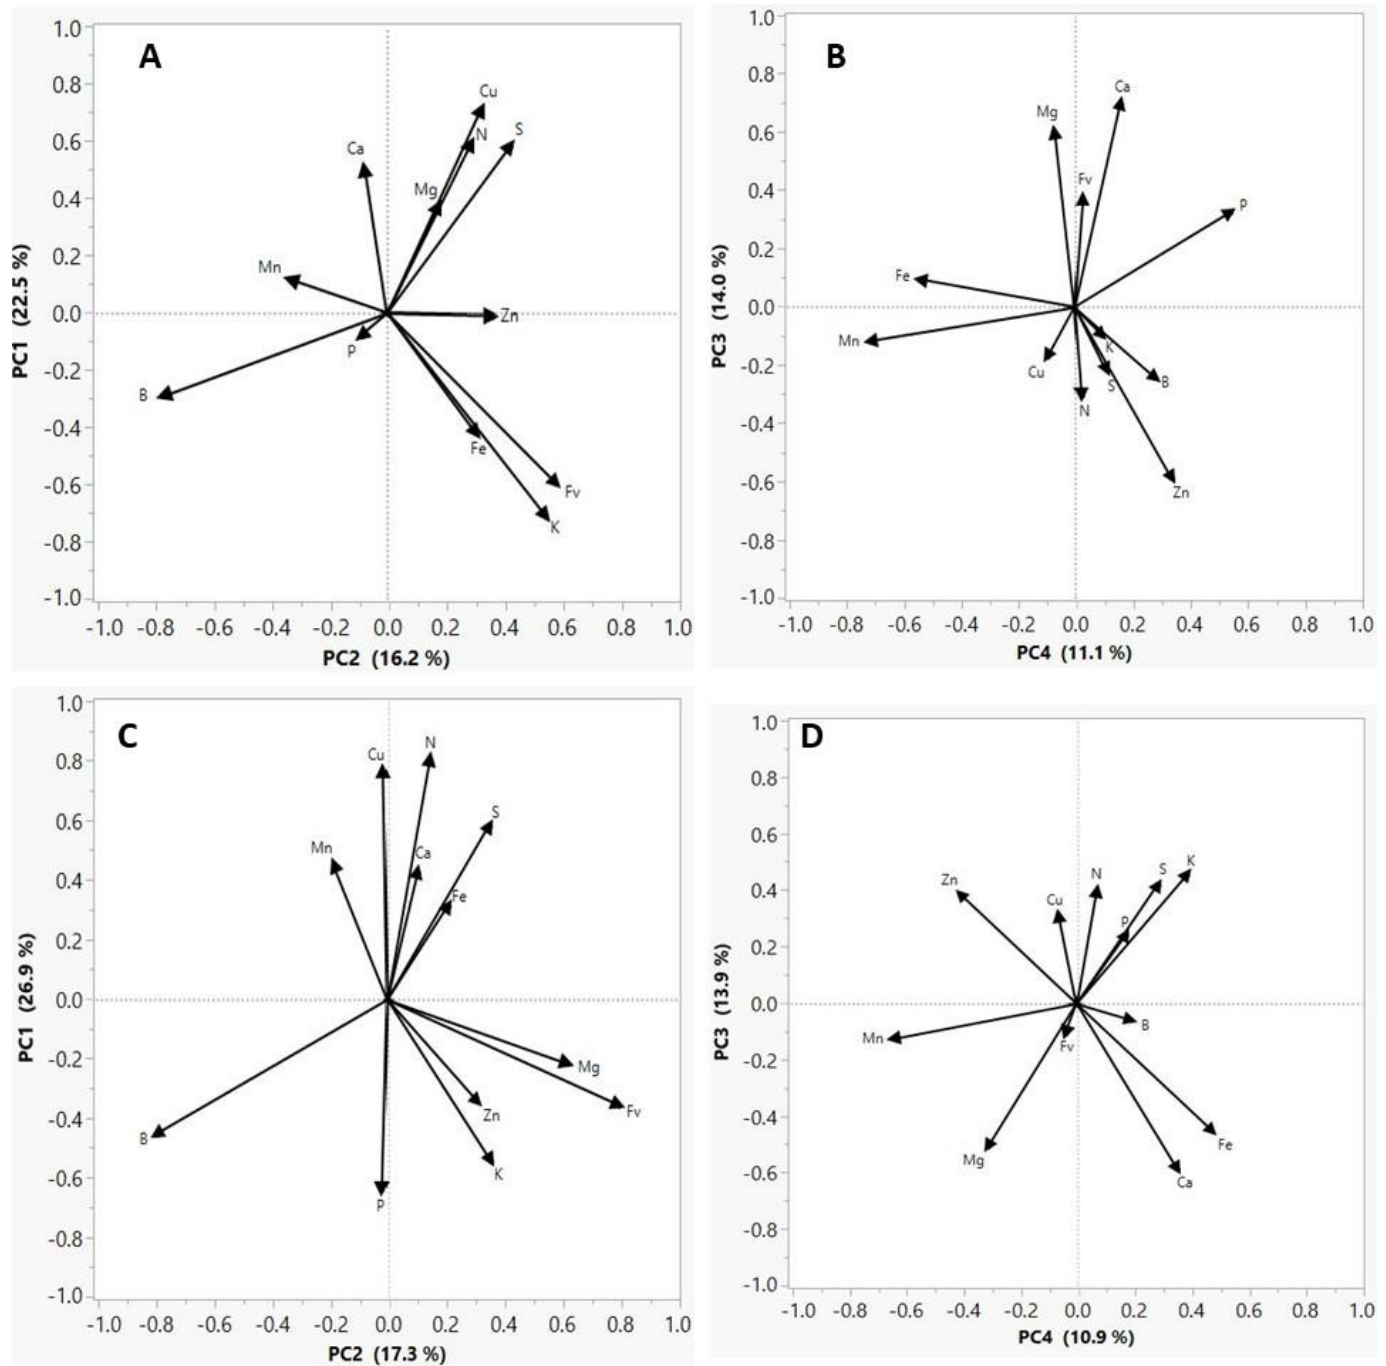 A
1.0
0.8
0.6
0.4
0.2
0.0
-0.2
-0.4
-0.6
-0.8
-1.0
PC1 (22.5 %)
Cu
N
S
Ca
Mg
Mn
Zn
P
B
Fe
Fv
K
-1.0 -0.8 -0.6 -0.4 -0.2 0.0 0.2 0.4 0.6 0.8 1.0
PC2 (16.2 %)
B
1.0
0.8
0.6
0.4
0.2
0.0
-0.2
-0.4
-0.6
-0.8
-1.0
PC3 (14.0 %)
Ca
Mg
Fv
P
Fe
Mn
K
Cu
S
B
N
Zn
-1.0 -0.8 -0.6 -0.4 -0.2 0.0 0.2 0.4 0.6 0.8 1.0
PC4 (11.1 %)
C
1.0
0.8
0.6
0.4
0.2
0.0
-0.2
-0.4
-0.6
-0.8
-1.0
PC1 (26.9 %)
N
Cu
S
Mn
Ca
Fe
Mg
Fv
Zn
B
K
P
-1.0 -0.8 -0.6 -0.4 -0.2 0.0 0.2 0.4 0.6 0.8 1.0
PC2 (17.3 %)
D
1.0
0.8
0.6
0.4
0.2
0.0
-0.2
-0.4
-0.6
-0.8
-1.0
PC3 (13.9 %)
K
S
N
Zn
Cu
P
B
Mn
Fv
Fe
Mg
Ca
-1.0 -0.8 -0.6 -0.4 -0.2 0.0 0.2 0.4 0.6 0.8 1.0
PC4 (10.9 %)